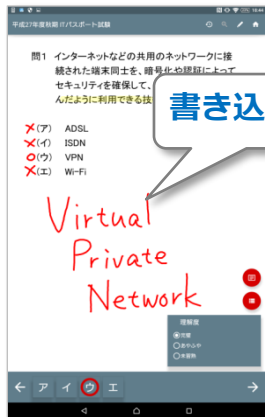 16:44
平成27年度秋期 ITパスポート試験
問1 インターネットなどの共用のネットワークに接
続された端末同士を、暗号化や認証によって
セキュリティを確保して、
んだように利用できる技
書き込
(ア) ADSL
(イ) ISDN
(ウ) VPN
(エ) Wi-Fi
Virtual
Private
Network
理解度
完璧
あやふや
未理解
ア イ ウ エ